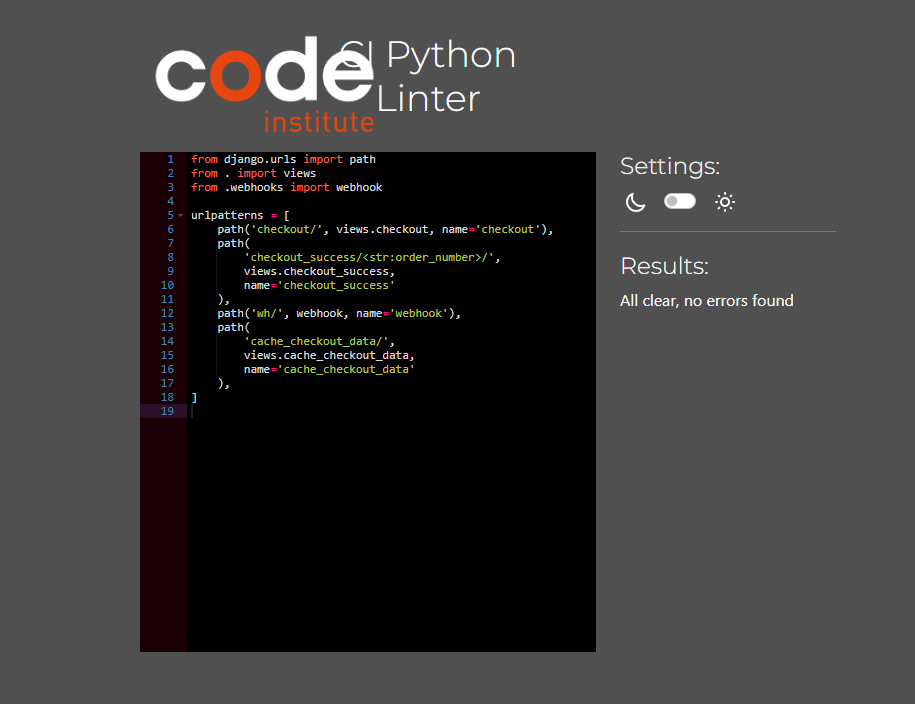 code
institute
CI Python
Linter
1 from django.urls import path
2 from . import views
3 from .webhooks import webhook
4
5 urlpatterns = [
6     path('checkout/', views.checkout, name='checkout'),
7     path(
8         'checkout_success/<str:order_number>/',
9         views.checkout_success,
10         name='checkout_success'
11     ),
12     path('wh/', webhook, name='webhook'),
13     path(
14         'cache_checkout_data/',
15         views.cache_checkout_data,
16         name='cache_checkout_data'
17     ),
18 ]
19
Settings:
Results:
All clear, no errors found